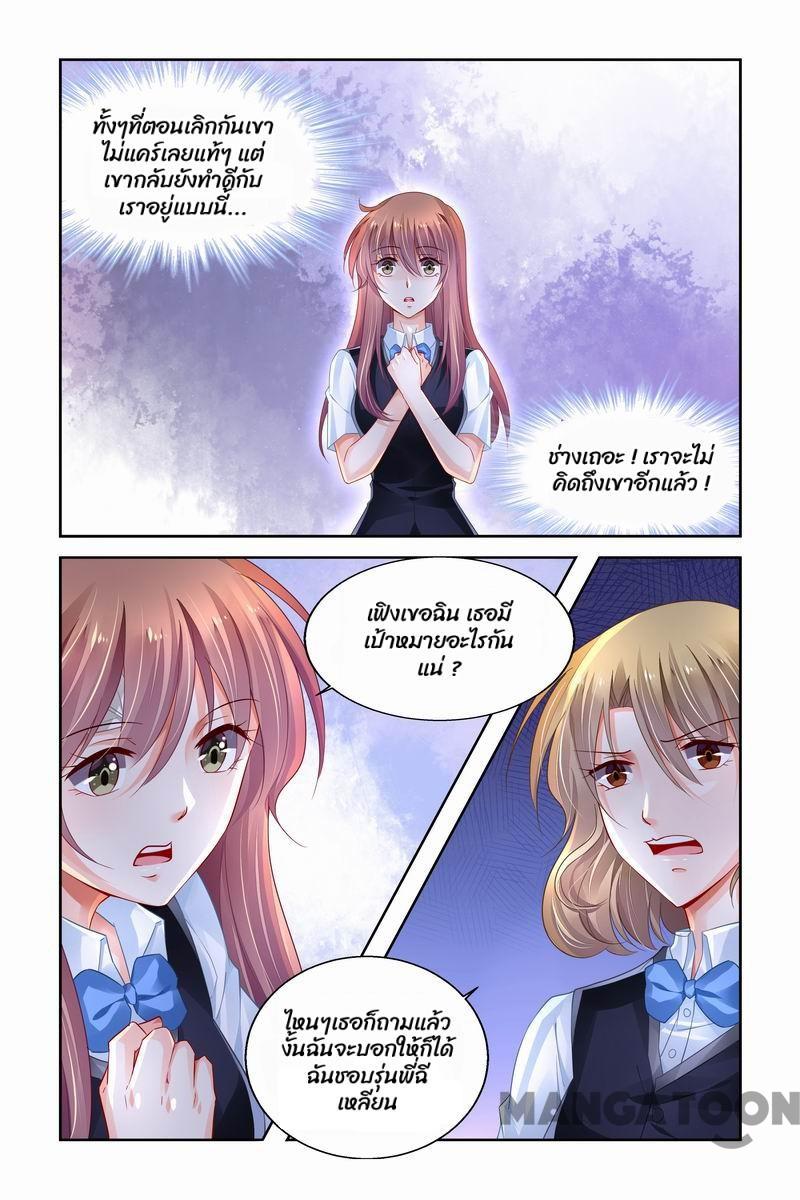 ทั้งๆที่ตอนเลิกกันเขา
ไม่แคร์เลยแท้ๆ แต่
เขากลับยังทำดีกับ
เราอยู่แบบนี้...
ช่างเถอะ ! เราจะไม่
คิดถึงเขาอีกแล้ว !
เฟิงเขอฉิน เธอมี
เป้าหมายอะไรกัน
แน่ ?
ไหนๆเธอก็ถามแล้ว
งั้นฉันจะบอกให้ก็ได้
ฉันชอบรุ่นพี่ฉี
เหลียน
MANGATOON